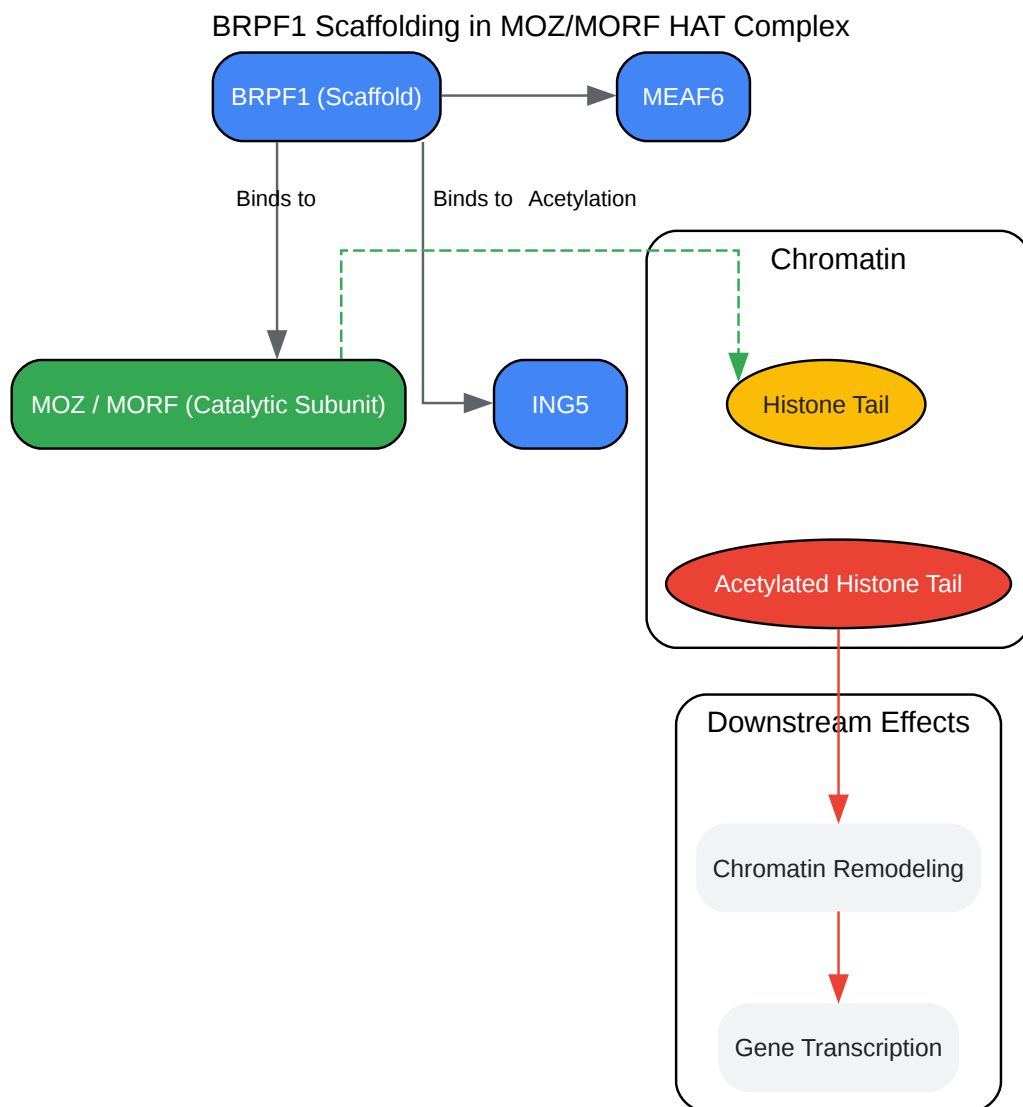 BRPF1 Scaffolding in MOZ/MORF HAT Complex
BRPF1 (Scaffold)
MEAF6
Binds to
Binds to
Acetylation
Chromatin
MOZ / MORF (Catalytic Subunit)
ING5
Histone Tail
Acetylated Histone Tail
Downstream Effects
Chromatin Remodeling
Gene Transcription